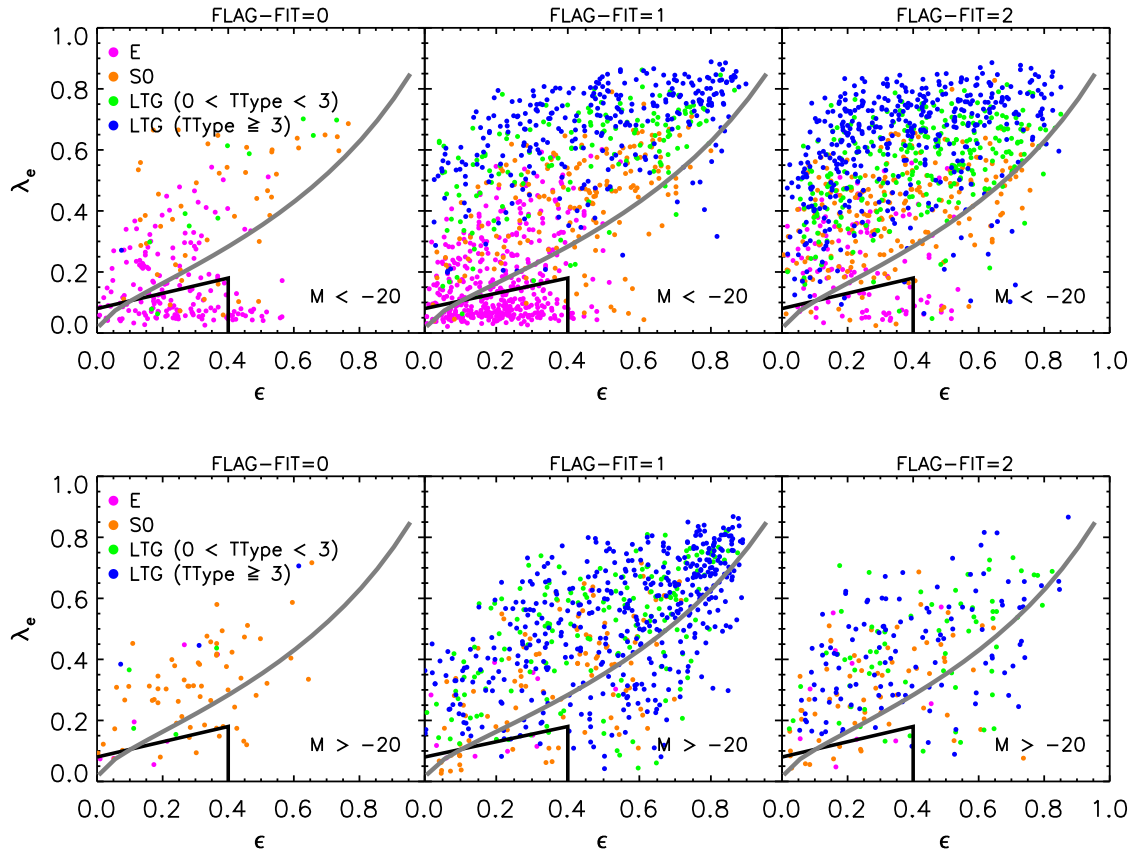 FLAG-FIT=0 FLAG-FIT=1 FLAG-FIT=2
1.0
0.8
0.6
0.4
0.2
0.0
λe
E
S0
LTG (0 < TType < 3)
LTG (TType ≧ 3)
M < -20 M < -20 M < -20
0.0 0.2 0.4 0.6 0.8 0.0 0.2 0.4 0.6 0.8 0.0 0.2 0.4 0.6 0.8 1.0
ϵ ϵ ϵ
FLAG-FIT=0 FLAG-FIT=1 FLAG-FIT=2
1.0
0.8
0.6
0.4
0.2
0.0
λe
E
S0
LTG (0 < TType < 3)
LTG (TType ≧ 3)
M > -20 M > -20 M > -20
0.0 0.2 0.4 0.6 0.8 0.0 0.2 0.4 0.6 0.8 0.0 0.2 0.4 0.6 0.8 1.0
ϵ ϵ ϵ